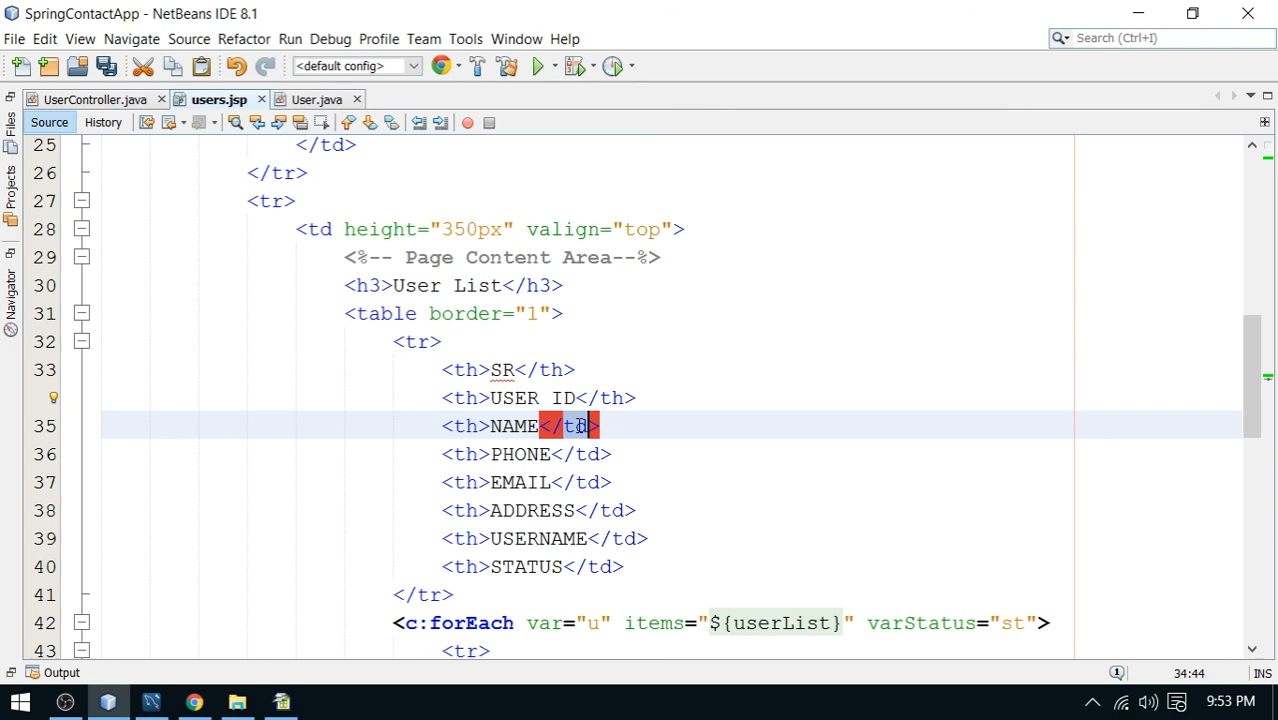 SpringContactApp - NetBeans IDE 8.1
File Edit View Navigate Source Refactor Run Debug Profile Team Tools Window Help
Search (Ctrl+I)
<default config>
UserController.java users.jsp User.java
Source History
Files
Projects
Navigator
25 </td>
26 </tr>
27 <tr>
28 <td height="350px" valign="top">
29 <%-- Page Content Area--%>
30 <h3>User List</h3>
31 <table border="1">
32 <tr>
33 <th>SR</th>
<th>USER ID</th>
35 <th>NAME</td>
36 <th>PHONE</td>
37 <th>EMAIL</td>
38 <th>ADDRESS</td>
39 <th>USERNAME</td>
40 <th>STATUS</td>
41 </tr>
42 <c:forEach var="u" items="${userList}" varStatus="st">
43 <tr>
Output
1
34:44 INS
9:53 PM